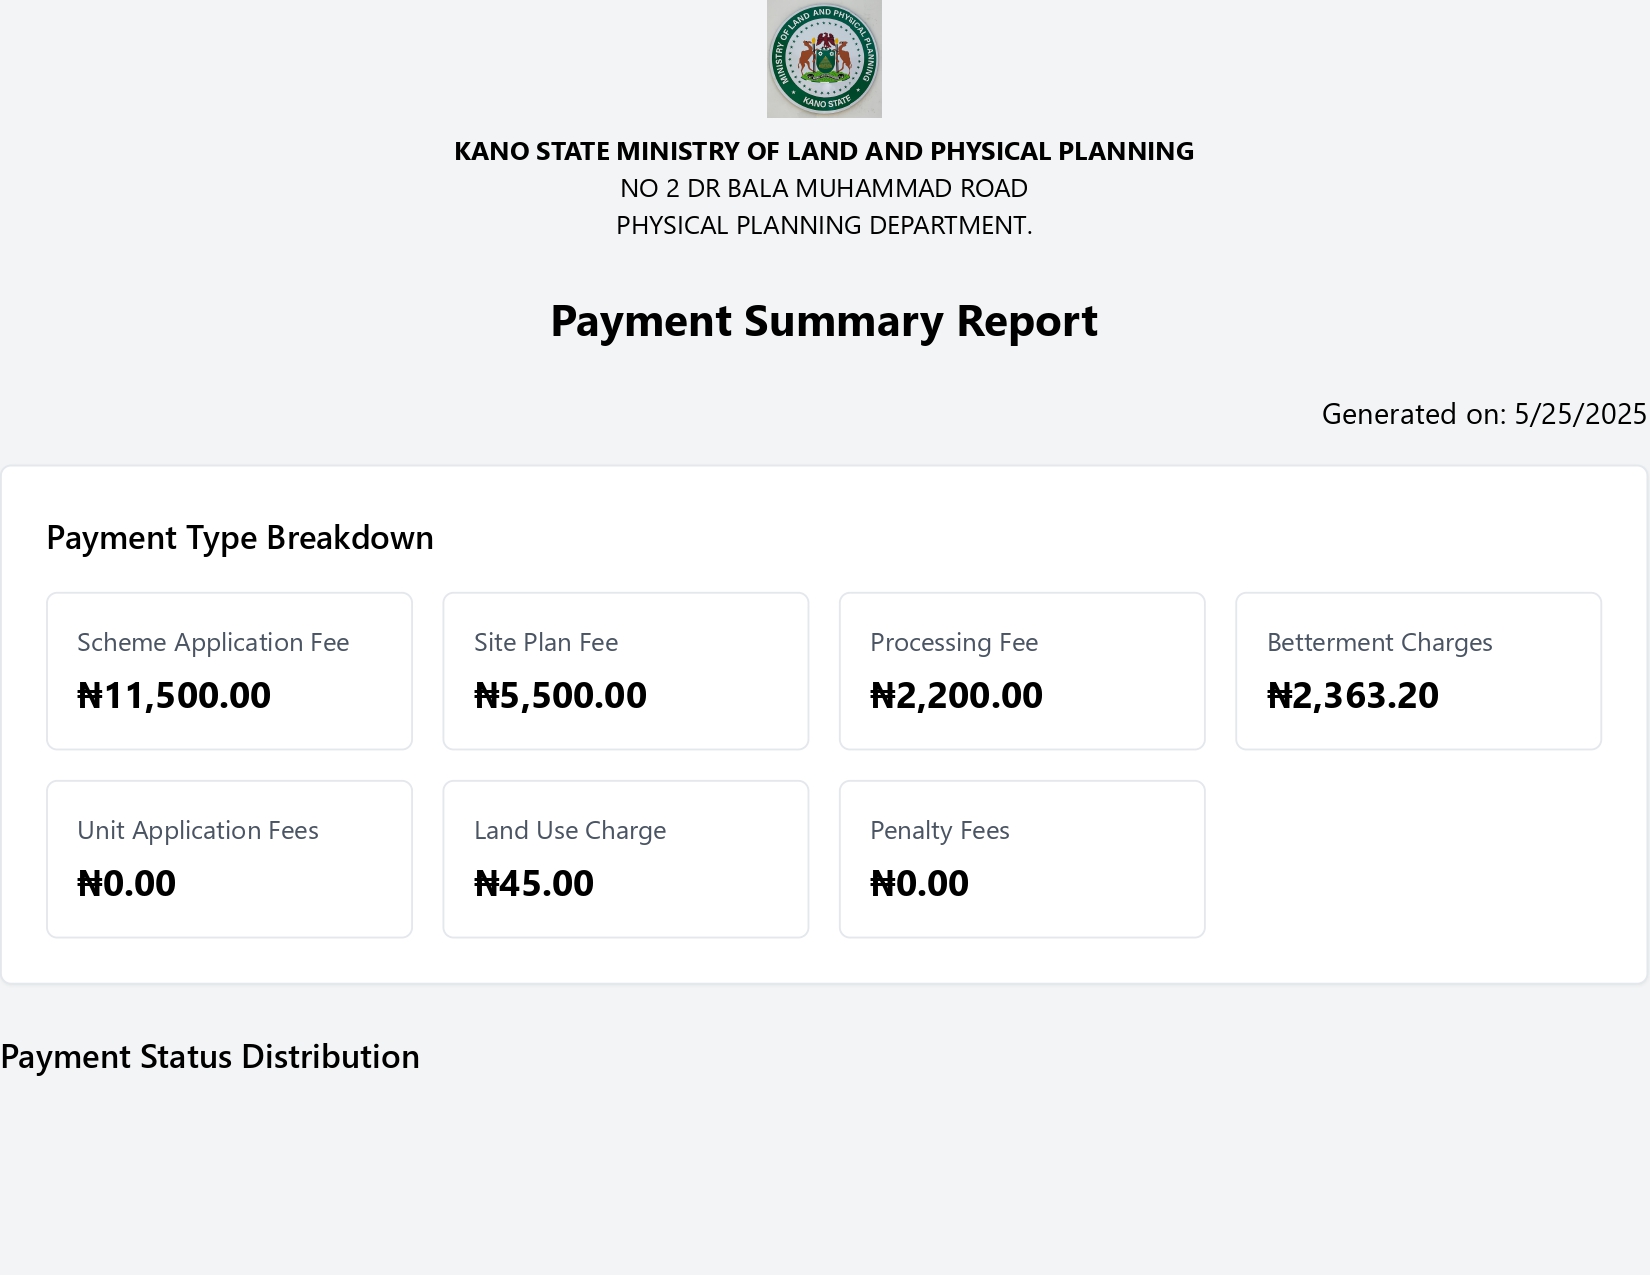 MINISTRY OF LAND AND PHYSICAL PLANNING
KANO STATE
KANO STATE MINISTRY OF LAND AND PHYSICAL PLANNING
NO 2 DR BALA MUHAMMAD ROAD
PHYSICAL PLANNING DEPARTMENT.
Payment Summary Report
Generated on: 5/25/2025
Payment Type Breakdown
Scheme Application Fee
₦11,500.00
Site Plan Fee
₦5,500.00
Processing Fee
₦2,200.00
Betterment Charges
₦2,363.20
Unit Application Fees
₦0.00
Land Use Charge
₦45.00
Penalty Fees
₦0.00
Payment Status Distribution